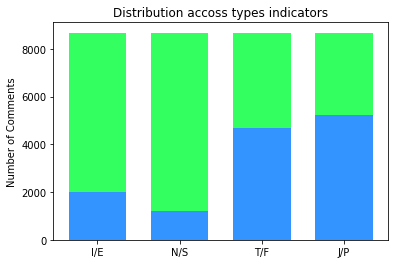 Distribution accoss types indicators
Number of Comments
8000
6000
4000
2000
0
I/E N/S T/F J/P